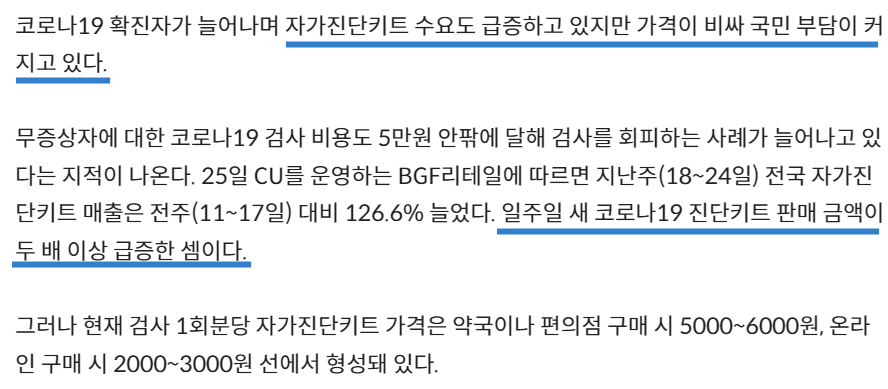 코로나19 확진자가 늘어나며 자가진단키트 수요도 급증하고 있지만 가격이 비싸 국민 부담이 커
지고 있다.
무증상자에 대한 코로나19 검사 비용도 5만원 안팎에 달해 검사를 회피하는 사례가 늘어나고 있
다는 지적이 나온다. 25일 CU를 운영하는 BGF리테일에 따르면 지난주(18~24일) 전국 자가진
단키트 매출은 전주(11~17일) 대비 126.6% 늘었다. 일주일 새 코로나19 진단키트 판매 금액이
두 배 이상 급증한 셈이다.
그러나 현재 검사 1회분당 자가진단키트 가격은 약국이나 편의점 구매 시 5000~6000원, 온라
인 구매 시 2000~3000원 선에서 형성돼 있다.